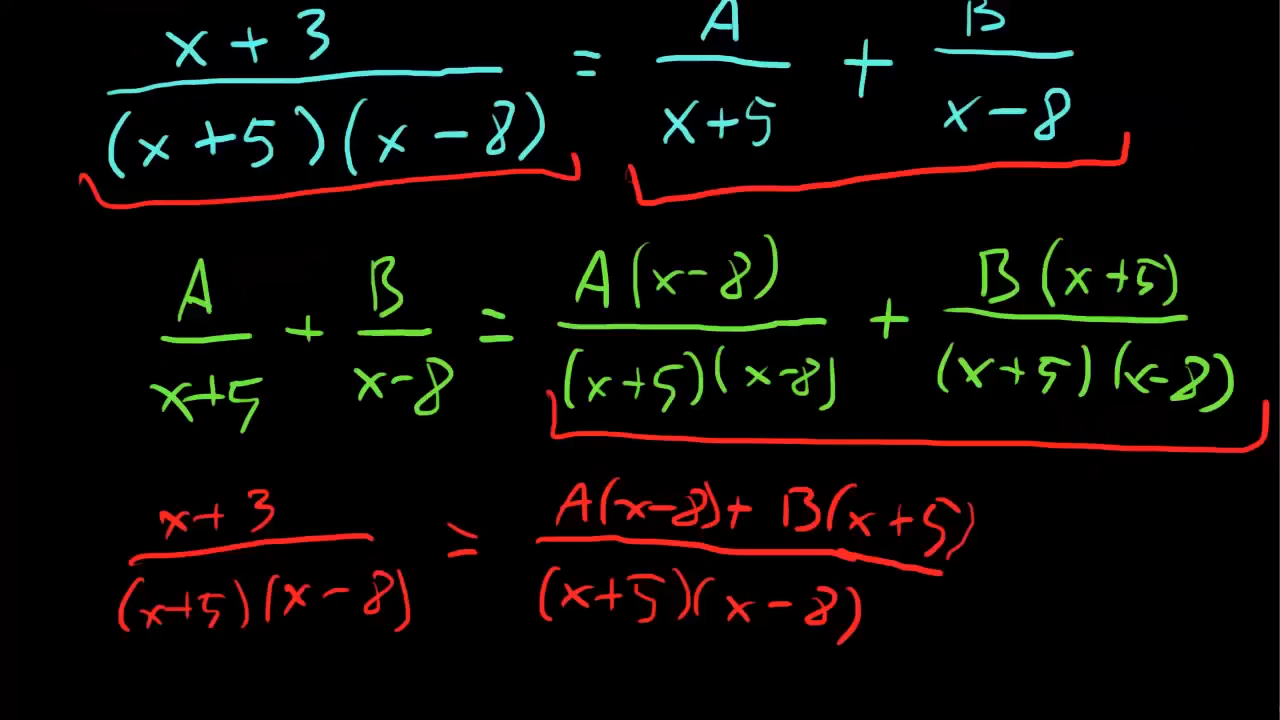 x + 3 / (x + 5)(x - 8) = A / x+5 + B / x-8
A / x+5 + B / x-8 = A(x-8) / (x+5)(x-8) + B(x+5) / (x+5)(x-8)
x+3 / (x+5)(x-8) = A(x-8)+ B(x+5) / (x+5)(x-8)